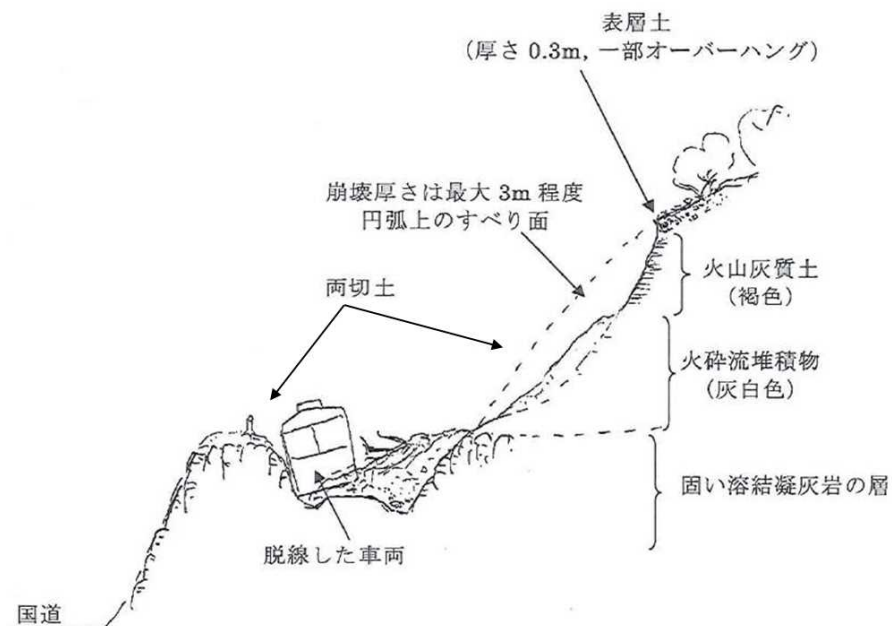 表層土
(厚さ 0.3m, 一部オーバーハング)
崩壊厚さは最大 3m 程度
円弧上のすべり面
両切土
火山灰質土
(褐色)
火砕流堆積物
(灰白色)
固い溶結凝灰岩の層
脱線した車両
国道